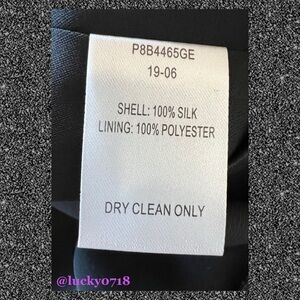 P8B4465GE
19-06
SHELL: 100% SILK
LINING: 100% POLYESTER
DRY CLEAN ONLY
@lucky0718